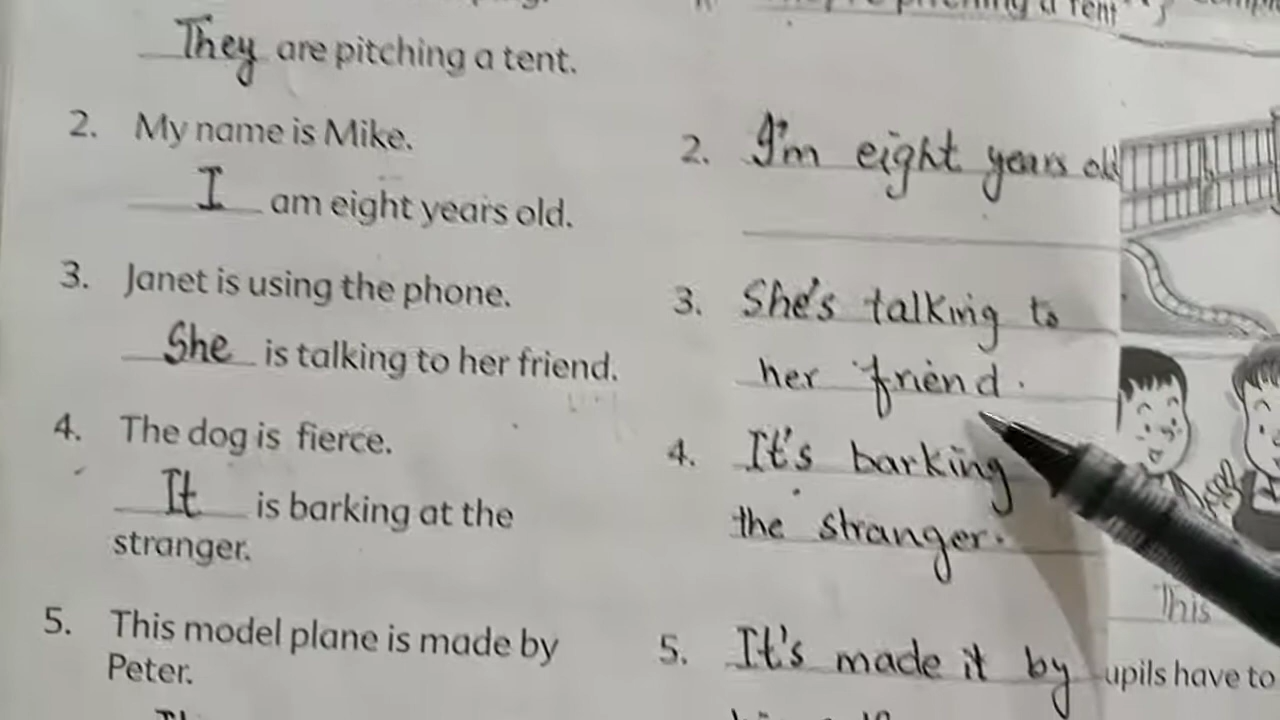 They are pitching a tent.
2. My name is Mike.
I am eight years old.
3. Janet is using the phone.
She is talking to her friend.
4. The dog is fierce.
It is barking at the
stranger.
5. This model plane is made by
Peter.
pitching a tent
2. I'm eight years old
3. She's talking to
her friend.
4. It's barking
the stranger.
5. It's made it by
This
upils have to